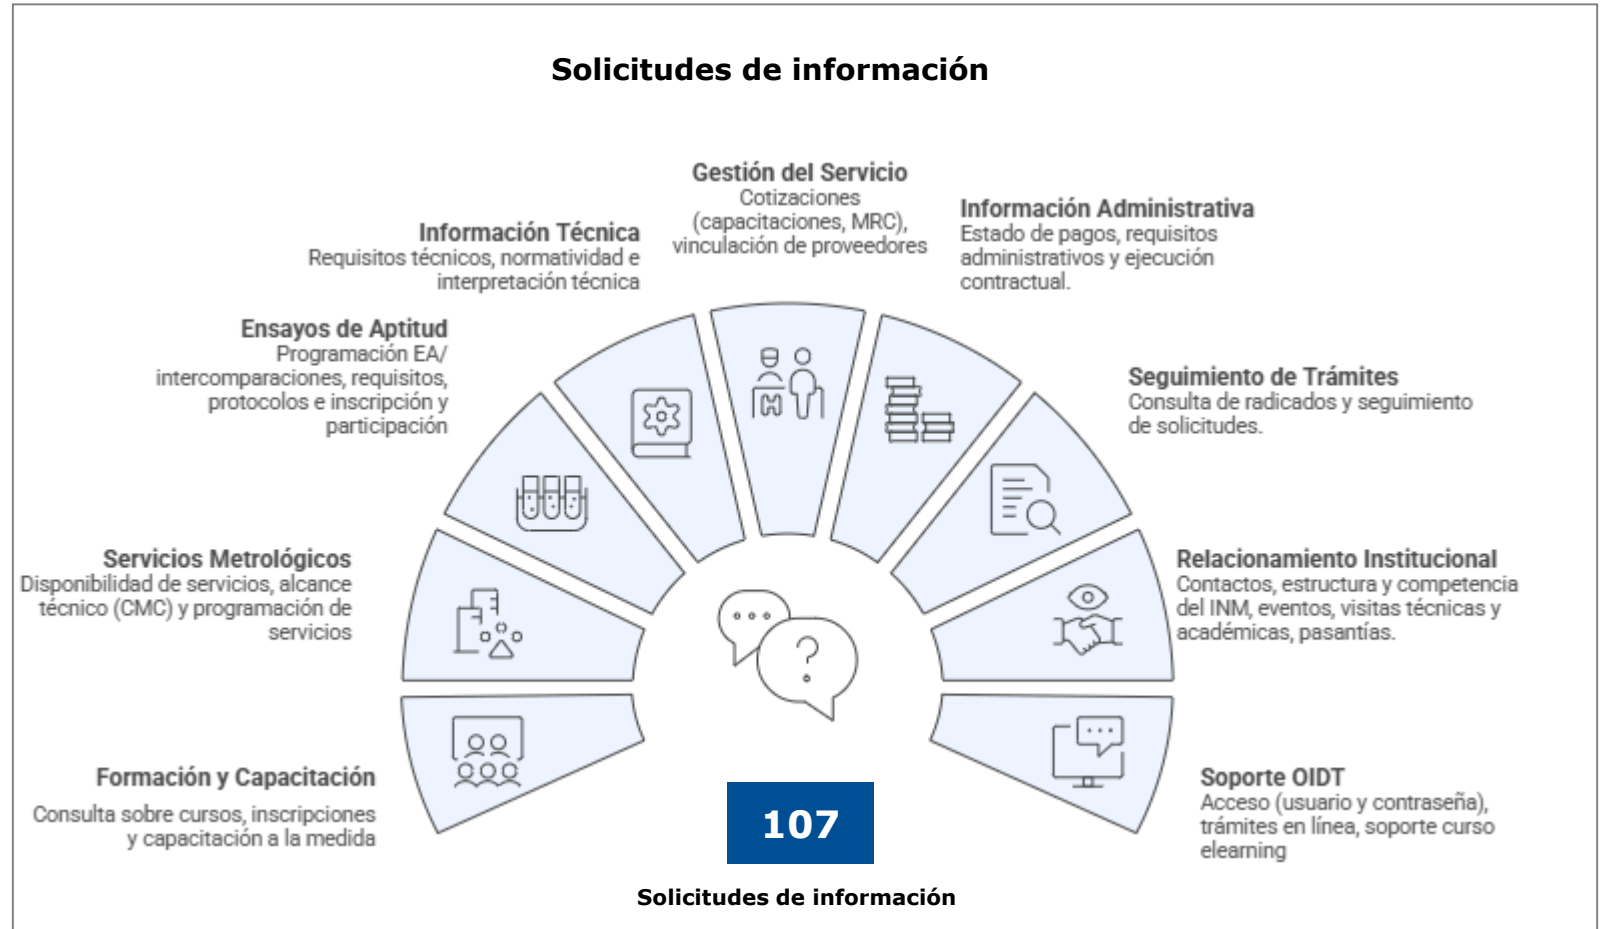 Solicitudes de información
Gestión del Servicio
Cotizaciones
(capacitaciones, MRC),
vinculación de proveedores
Información Administrativa
Estado de pagos, requisitos
administrativos y ejecución
contractual.
Información Técnica
Requisitos técnicos, normatividad e
interpretación técnica
Ensayos de Aptitud
Programación EA/
intercomparaciones, requisitos,
protocolos e inscripción y
participación
Seguimiento de Trámites
Consulta de radicados y seguimiento
de solicitudes.
Servicios Metrológicos
Disponibilidad de servicios, alcance
técnico (CMC) y programación de
servicios
Relacionamiento Institucional
Contactos, estructura y competencia
del INM, eventos, visitas técnicas y
académicas, pasantías.
Formación y Capacitación
Consulta sobre cursos, inscripciones
y capacitación a la medida
Soporte OIDT
Acceso (usuario y contraseña),
trámites en línea, soporte curso
elearning
107
Solicitudes de información